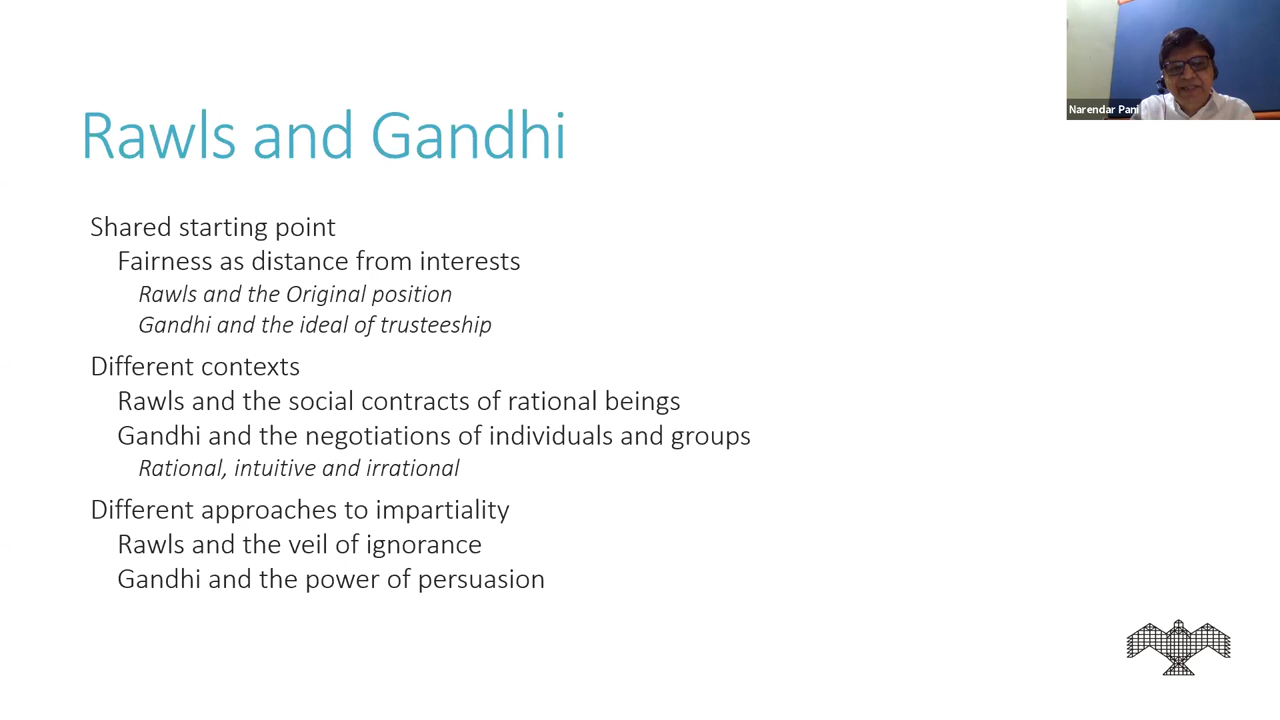 Narendar Pani
Rawls and Gandhi
Shared starting point
Fairness as distance from interests
Rawls and the Original position
Gandhi and the ideal of trusteeship
Different contexts
Rawls and the social contracts of rational beings
Gandhi and the negotiations of individuals and groups
Rational, intuitive and irrational
Different approaches to impartiality
Rawls and the veil of ignorance
Gandhi and the power of persuasion